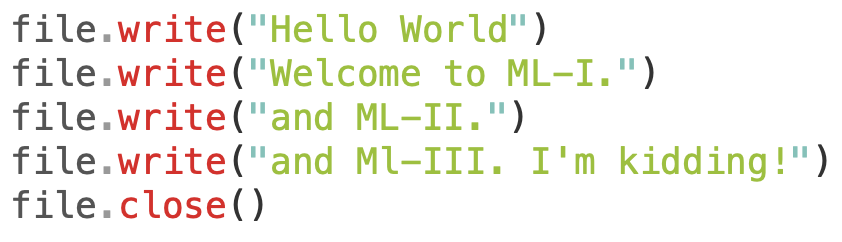 file.write("Hello World")
file.write("Welcome to ML-I.")
file.write("and ML-II.")
file.write("and Ml-III. I'm kidding!")
file.close()